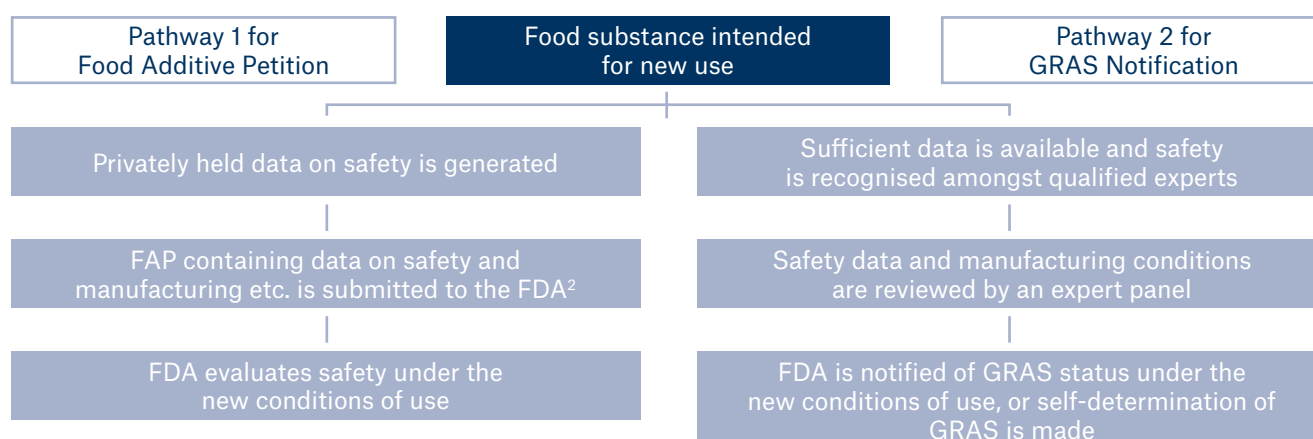 Pathway 1 for
Food Additive Petition
Food substance intended
for new use
Pathway 2 for
GRAS Notification
Privately held data on safety is generated
FAP containing data on safety and
manufacturing etc. is submitted to the FDA²
FDA evaluates safety under the
new conditions of use
Sufficient data is available and safety
is recognised amongst qualified experts
Safety data and manufacturing conditions
are reviewed by an expert panel
FDA is notified of GRAS status under the
new conditions of use, or self-determination of
GRAS is made